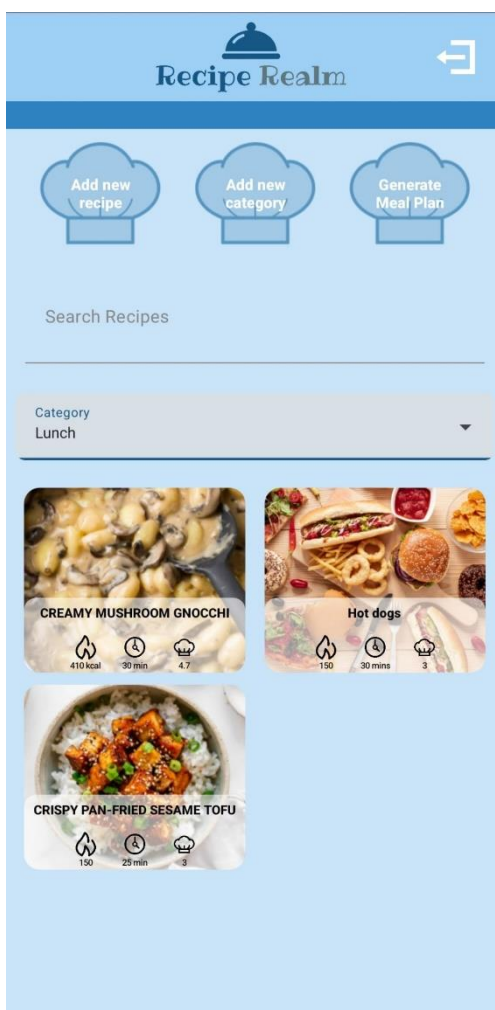 Recipe Realm
Add new
recipe
Add new
category
Generate
Meal Plan
Search Recipes
Category
Lunch
CREAMY MUSHROOM GNOCCHI
410 kcal 30 min 4.7
Hot dogs
150 30 mins 3
CRISPY PAN-FRIED SESAME TOFU
150 25 min 3